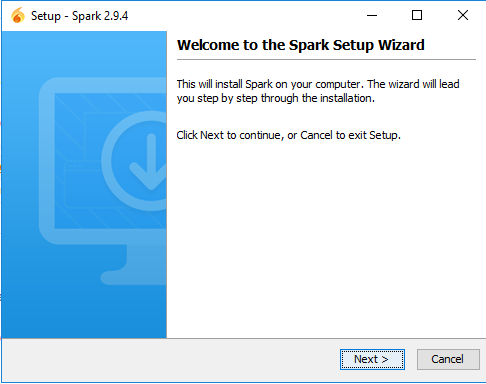 Setup - Spark 2.9.4
Welcome to the Spark Setup Wizard
This will install Spark on your computer. The wizard will lead
you step by step through the installation.
Click Next to continue, or Cancel to exit Setup.
Next >
Cancel